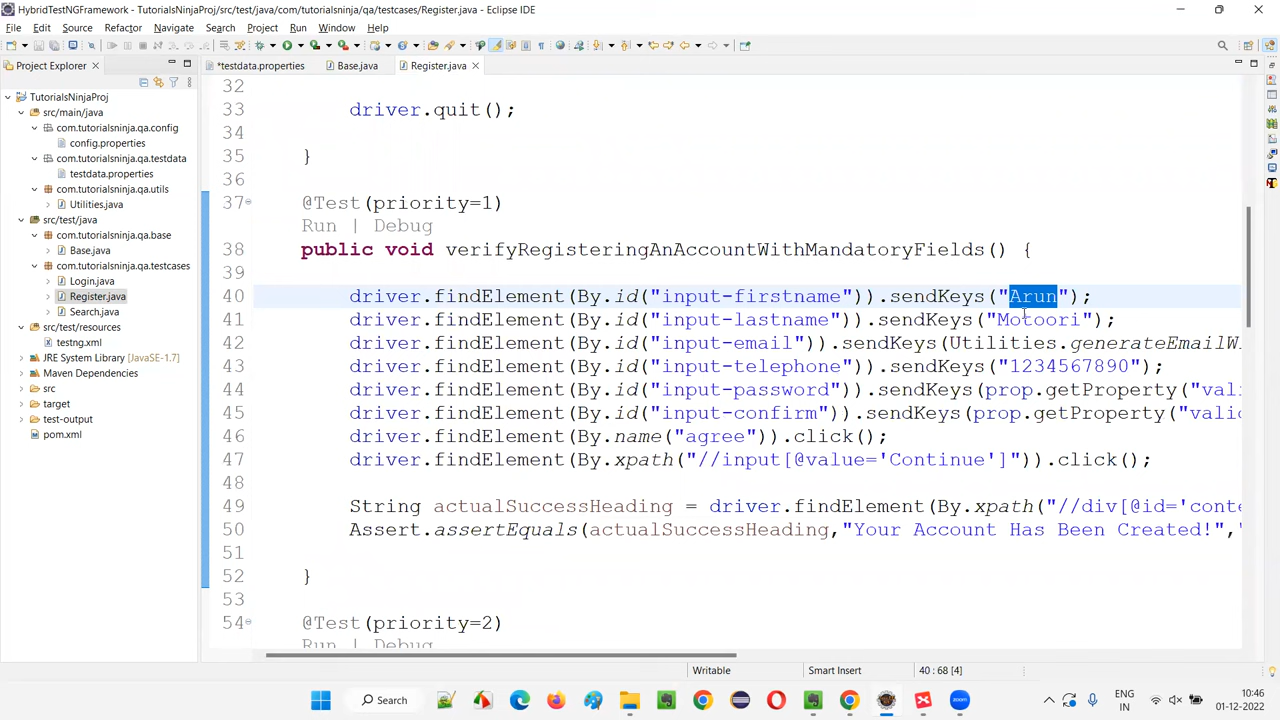 HybridTestNGFramework - TutorialsNinjaProj/src/test/java/com/tutorialsninja/qa/testcases/Register.java - Eclipse IDE
File Edit Source Refactor Navigate Search Project Run Window Help
Project Explorer
*testdata.properties Base.java Register.java
TutorialsNinjaProj
src/main/java
com.tutorialsninja.qa.config
config.properties
com.tutorialsninja.qa.testdata
testdata.properties
com.tutorialsninja.qa.utils
Utilities.java
src/test/java
com.tutorialsninja.qa.base
Base.java
com.tutorialsninja.qa.testcases
Login.java
Register.java
Search.java
src/test/resources
testng.xml
JRE System Library [JavaSE-1.7]
Maven Dependencies
src
target
test-output
pom.xml
32
33 driver.quit();
34
35 }
36
37 @Test(priority=1)
Run | Debug
38 public void verifyRegisteringAnAccountWithMandatoryFields() {
39
40 driver.findElement(By.id("input-firstname")).sendKeys("Arun");
41 driver.findElement(By.id("input-lastname")).sendKeys("Motoori");
42 driver.findElement(By.id("input-email")).sendKeys(Utilities.generateEmailWi
43 driver.findElement(By.id("input-telephone")).sendKeys("1234567890");
44 driver.findElement(By.id("input-password")).sendKeys(prop.getProperty("vali
45 driver.findElement(By.id("input-confirm")).sendKeys(prop.getProperty("valid
46 driver.findElement(By.name("agree")).click();
47 driver.findElement(By.xpath("//input[@value='Continue']")).click();
48
49 String actualSuccessHeading = driver.findElement(By.xpath("//div[@id='conte
50 Assert.assertEquals(actualSuccessHeading,"Your Account Has Been Created!","
51
52 }
53
54 @Test(priority=2)
Run | Debug
Writable Smart Insert 40 : 68 [4]
Search
ENG
IN
10:46
01-12-2022